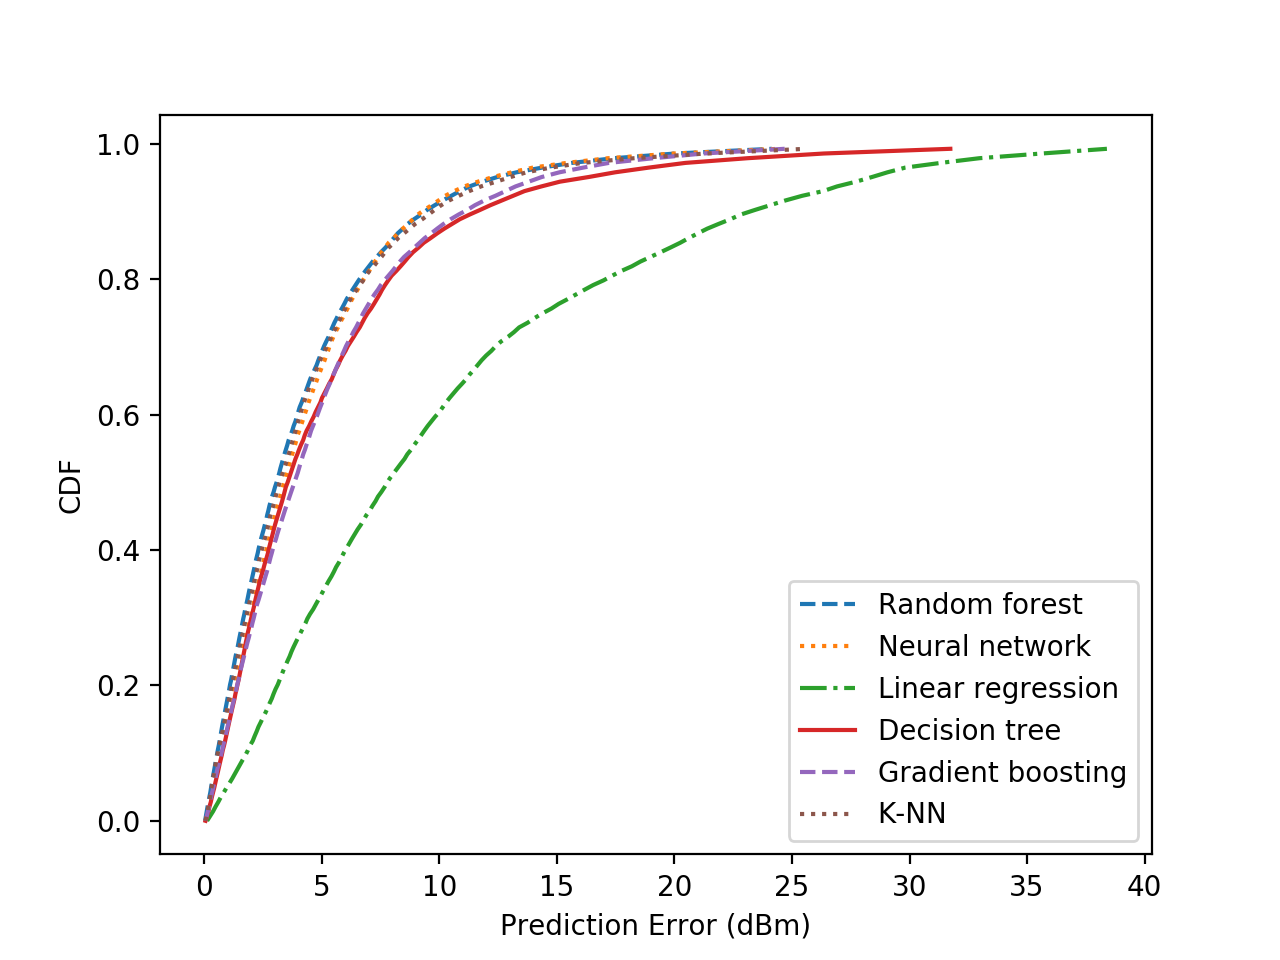 1.0
0.8
0.6
0.4
0.2
0.0
CDF
0 5 10 15 20 25 30 35 40
Prediction Error (dBm)
Random forest
Neural network
Linear regression
Decision tree
Gradient boosting
K-NN